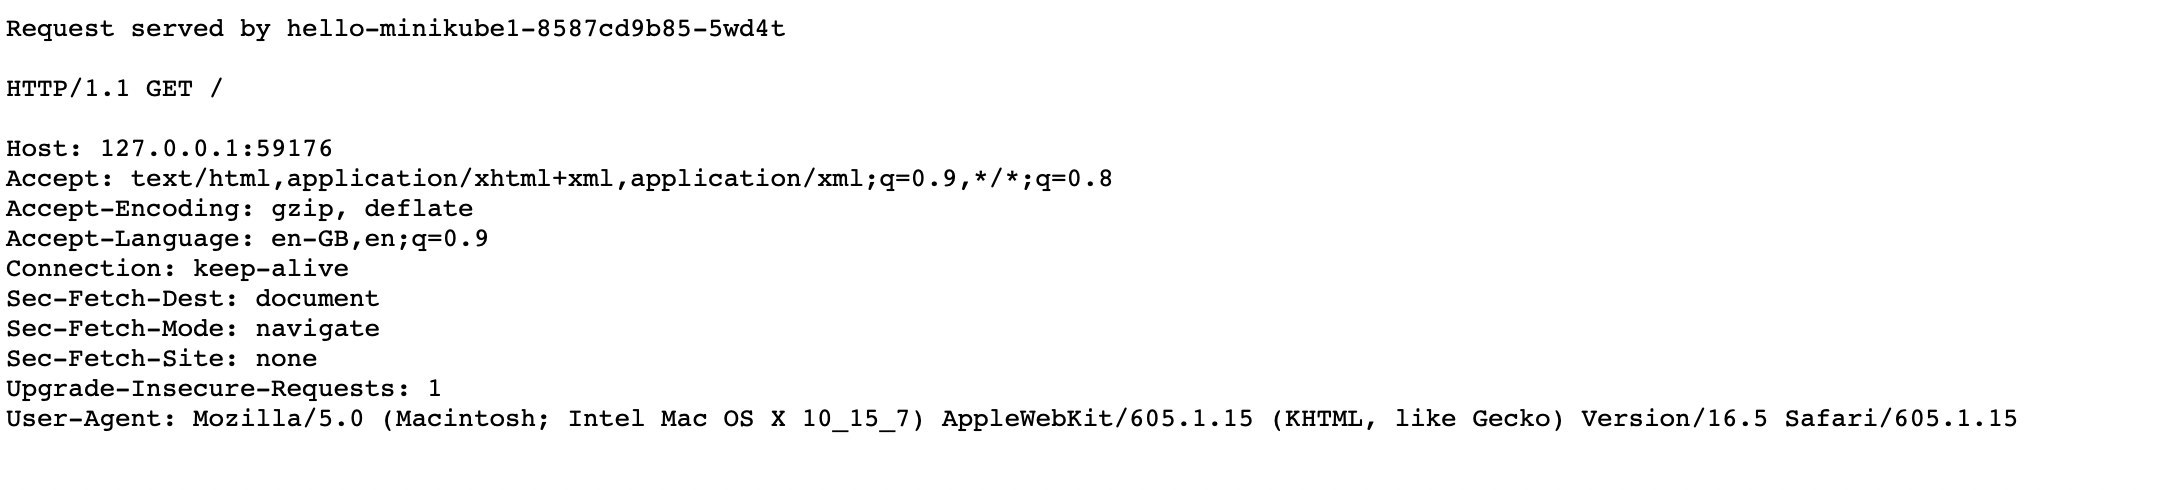 Request served by hello-minikube1-8587cd9b85-5wd4t
HTTP/1.1 GET /
Host: 127.0.0.1:59176
Accept: text/html,application/xhtml+xml,application/xml;q=0.9,*/*;q=0.8
Accept-Encoding: gzip, deflate
Accept-Language: en-GB,en;q=0.9
Connection: keep-alive
Sec-Fetch-Dest: document
Sec-Fetch-Mode: navigate
Sec-Fetch-Site: none
Upgrade-Insecure-Requests: 1
User-Agent: Mozilla/5.0 (Macintosh; Intel Mac OS X 10_15_7) AppleWebKit/605.1.15 (KHTML, like Gecko) Version/16.5 Safari/605.1.15